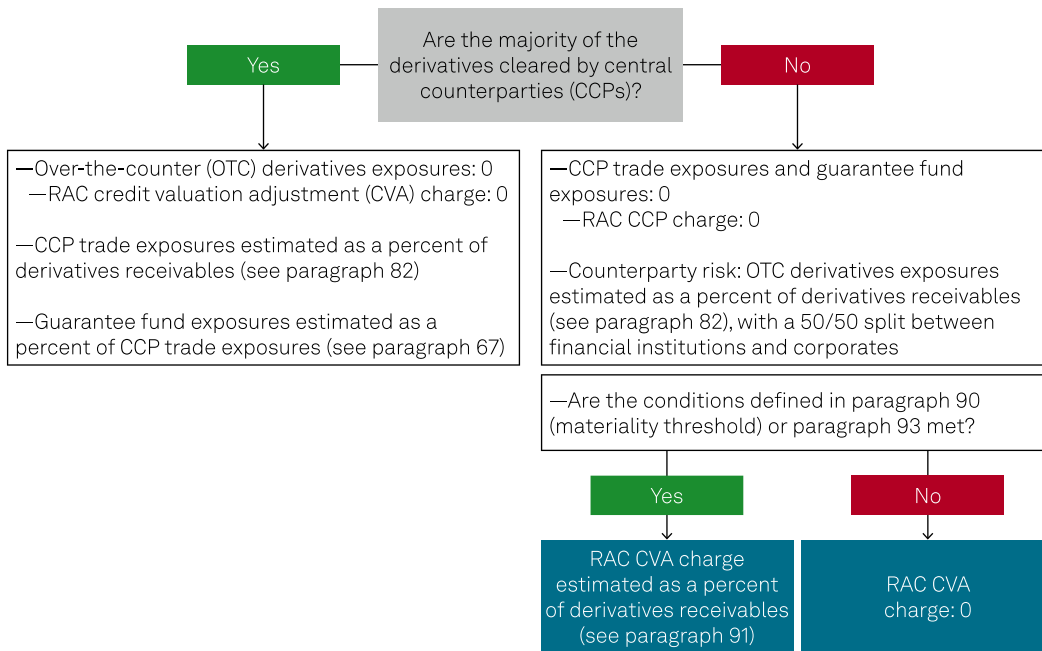 Are the majority of the
derivatives cleared by central
counterparties (CCPs)?
Yes
No
—Over-the-counter (OTC) derivatives exposures: 0
—RAC credit valuation adjustment (CVA) charge: 0
—CCP trade exposures estimated as a percent of
derivatives receivables (see paragraph 82)
—Guarantee fund exposures estimated as a
percent of CCP trade exposures (see paragraph 67)
—CCP trade exposures and guarantee fund
exposures: 0
—RAC CCP charge: 0
—Counterparty risk: OTC derivatives exposures
estimated as a percent of derivatives receivables
(see paragraph 82), with a 50/50 split between
financial institutions and corporates
—Are the conditions defined in paragraph 90
(materiality threshold) or paragraph 93 met?
Yes
No
RAC CVA charge
estimated as a percent
of derivatives receivables
(see paragraph 91)
RAC CVA
charge: 0